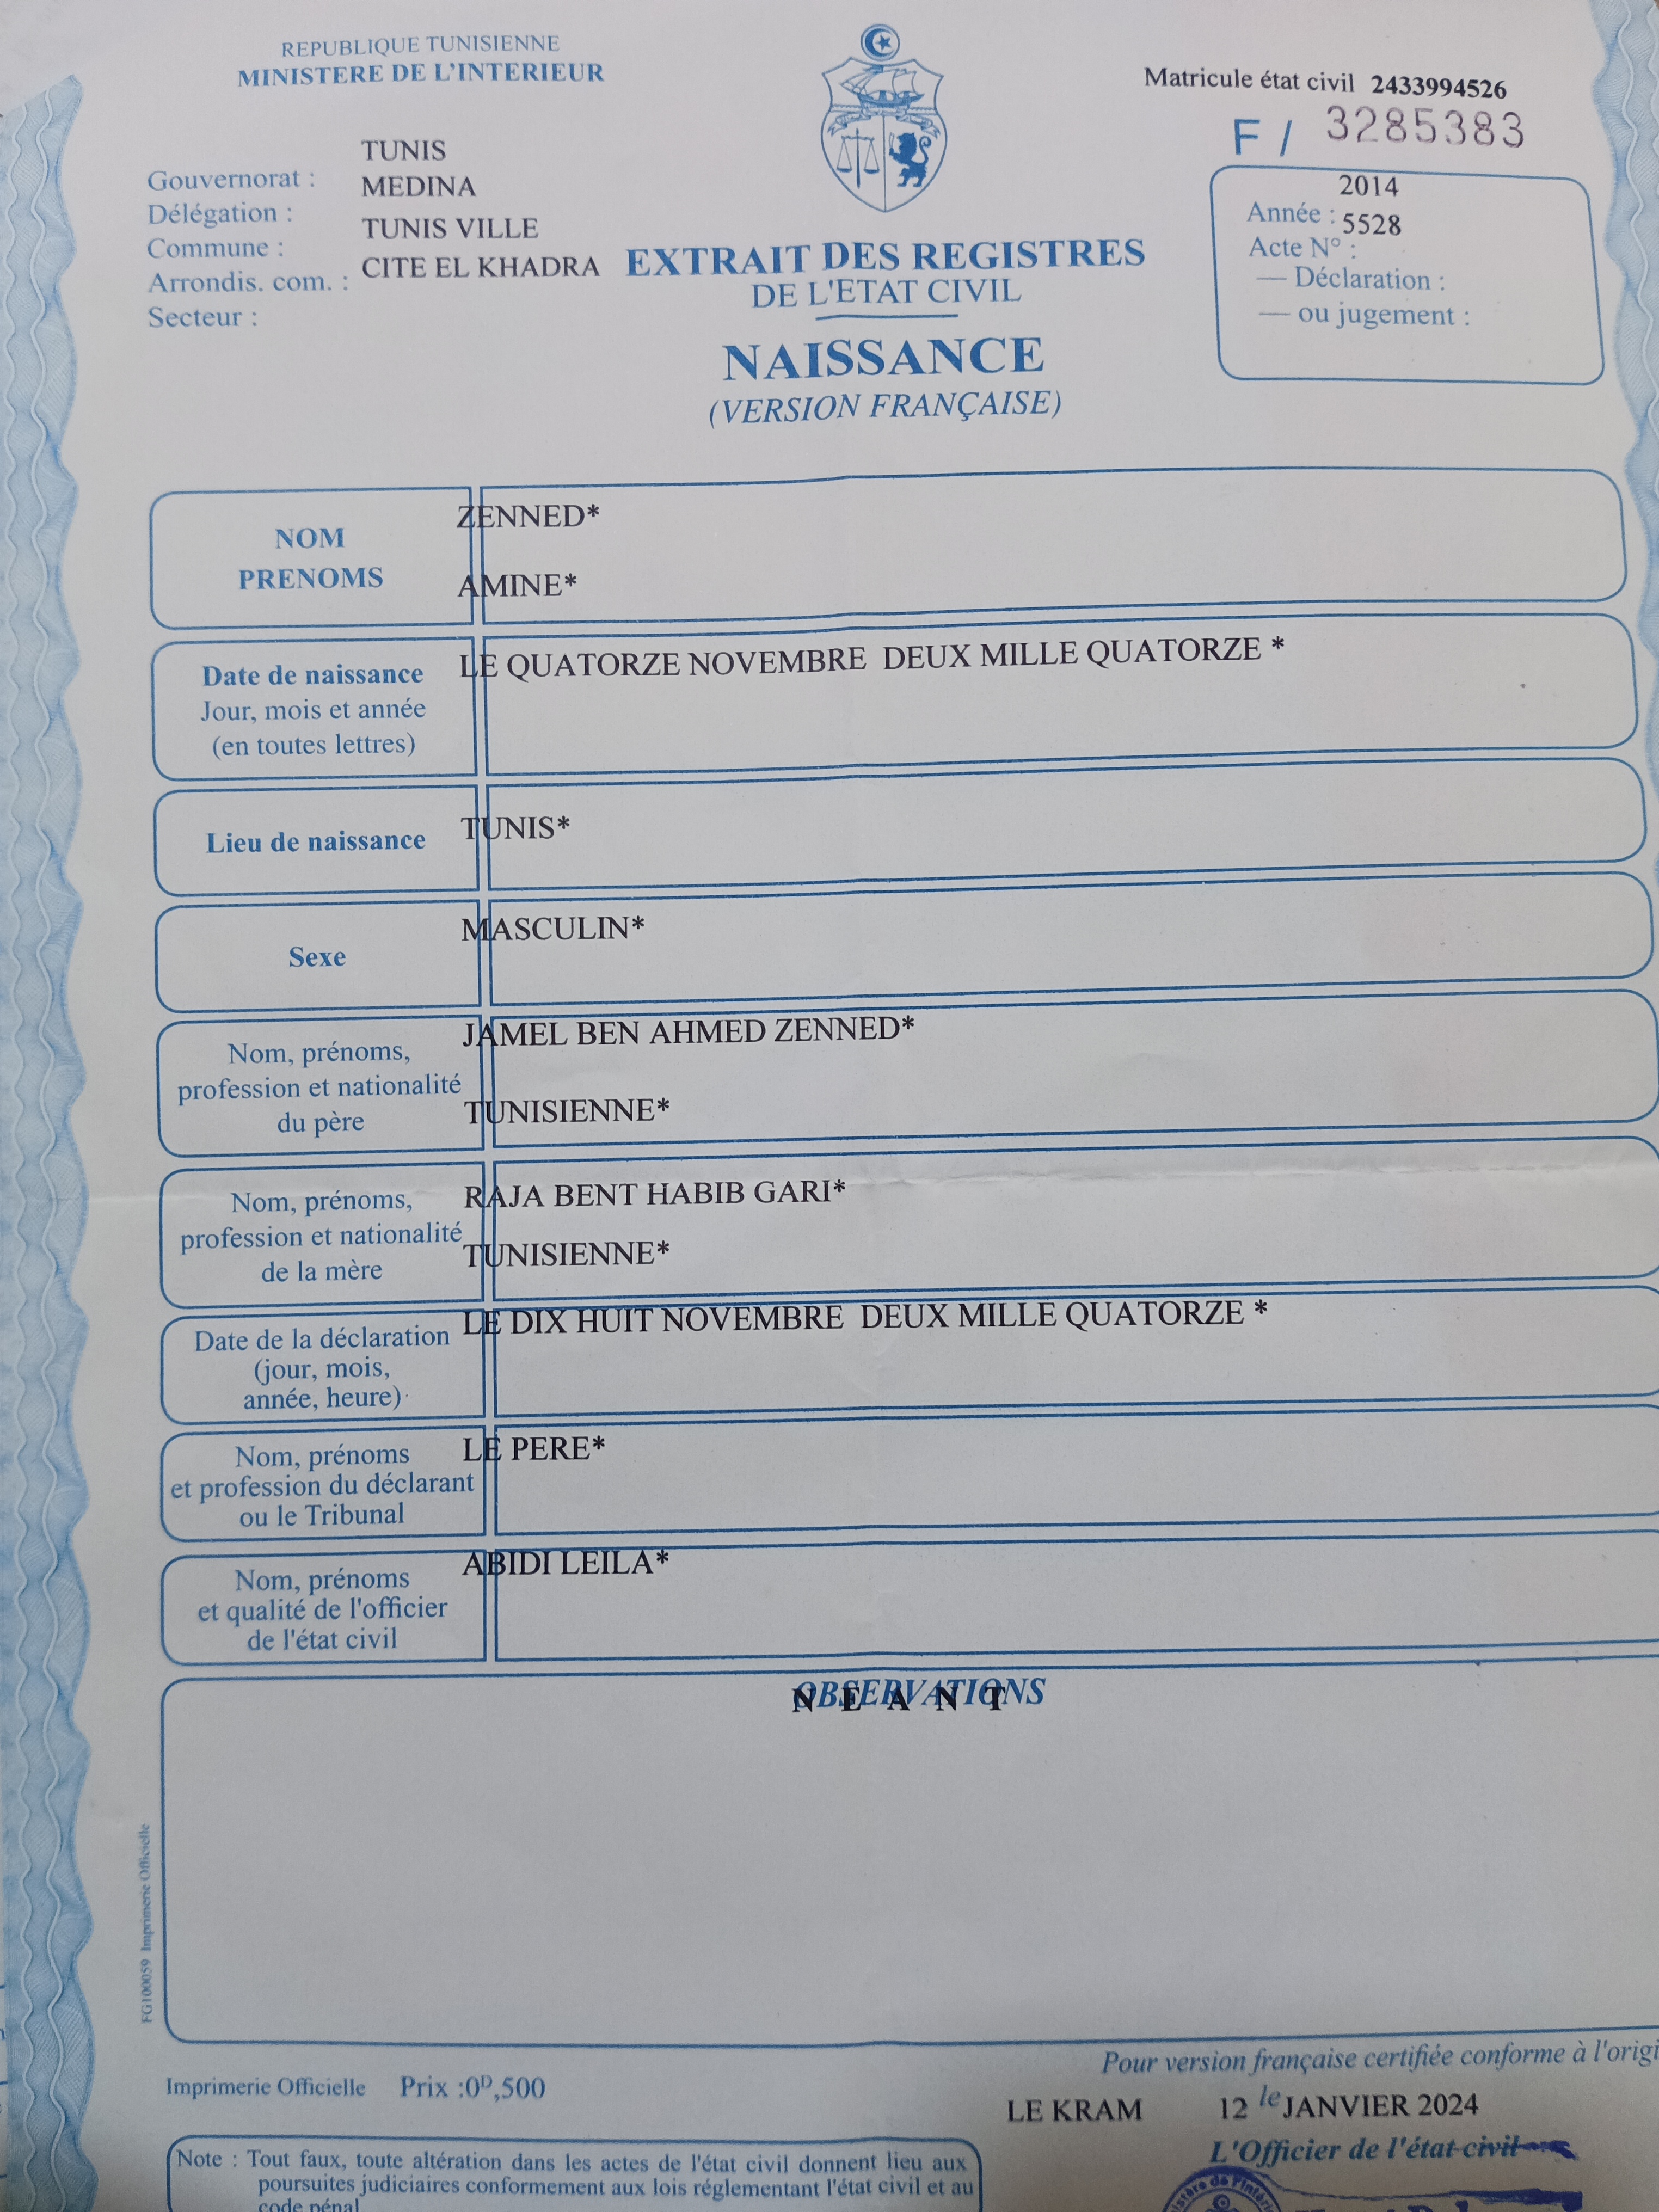 REPUBLIQUE TUNISIENNE
MINISTERE DE L'INTERIEUR
Matricule état civil 2433994526
F / 3285383
TUNIS
Gouvernorat :
MEDINA
Délégation :
TUNIS VILLE
Commune :
CITE EL KHADRA
Arrondis. com. :
Secteur :
EXTRAIT DES REGISTRES
DE L'ETAT CIVIL
NAISSANCE
(VERSION FRANÇAISE)
2014
Année :
5528
Acte N° :
— Déclaration :
— ou jugement :
NOM
PRENOMS
ZENNED*
AMINE*
Date de naissance
Jour, mois et année
(en toutes lettres)
LE QUATORZE NOVEMBRE DEUX MILLE QUATORZE *
Lieu de naissance
TUNIS*
Sexe
MASCULIN*
Nom, prénoms,
profession et nationalité
du père
JAMEL BEN AHMED ZENNED*
TUNISIENNE*
Nom, prénoms,
profession et nationalité
de la mère
RAJA BENT HABIB GARI*
TUNISIENNE*
Date de la déclaration
(jour, mois,
année, heure)
LE DIX HUIT NOVEMBRE DEUX MILLE QUATORZE *
Nom, prénoms
et profession du déclarant
ou le Tribunal
LE PERE*
Nom, prénoms
et qualité de l'officier
de l'état civil
ABIDI LEILA*
OBSERVATIONS
N E A N T
FG100059 Imprimerie Officielle
Pour version française certifiée conforme à l'origi
Imprimerie Officielle Prix :0ᴰ,500
LE KRAM 12 le JANVIER 2024
L'Officier de l'état civil
Note : Tout faux, toute altération dans les actes de l'état civil donnent lieu aux
poursuites judiciaires conformement aux lois réglementant l'état civil et au
code pénal